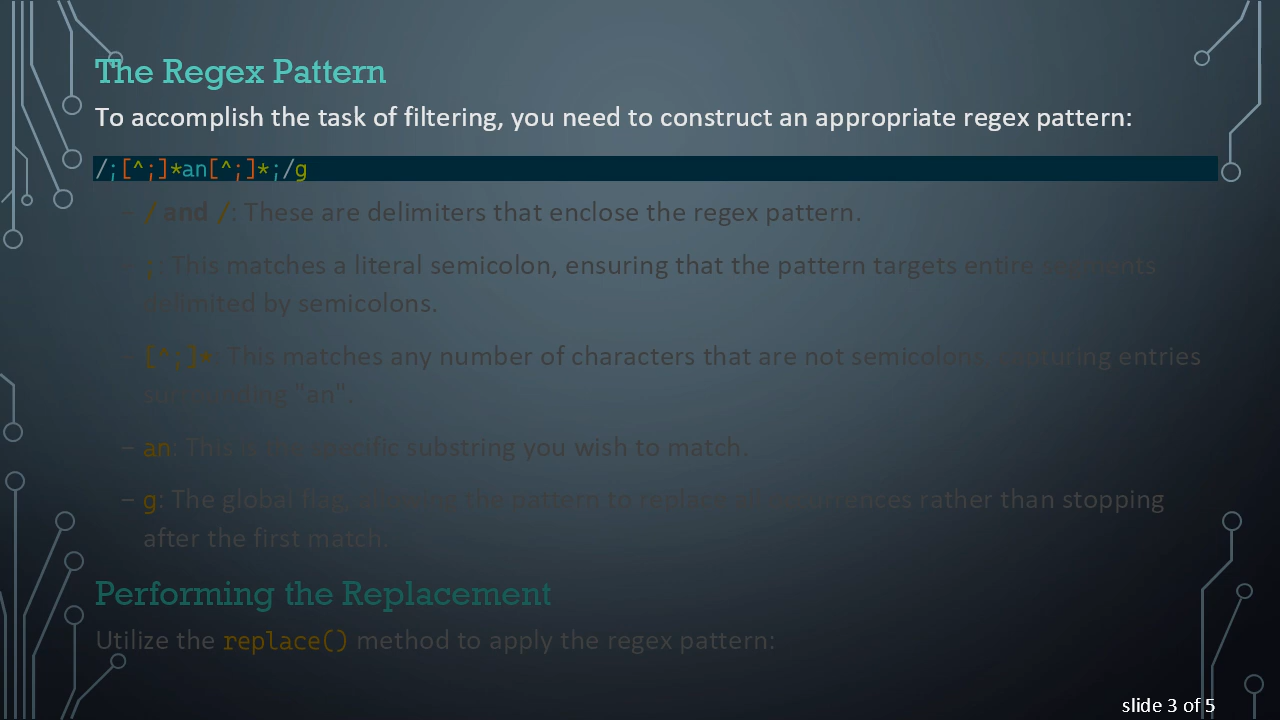 The Regex Pattern
To accomplish the task of filtering, you need to construct an appropriate regex pattern:
/;[^;]*an[^;]*;/g
– / and /: These are delimiters that enclose the regex pattern.
– ;: This matches a literal semicolon, ensuring that the pattern targets entire segments
delimited by semicolons.
– [^;]*: This matches any number of characters that are not semicolons, capturing entries
surrounding "an".
– an: This is the specific substring you wish to match.
– g: The global flag, allowing the pattern to replace all occurrences rather than stopping
after the first match.
Performing the Replacement
Utilize the replace() method to apply the regex pattern:
slide 3 of 5